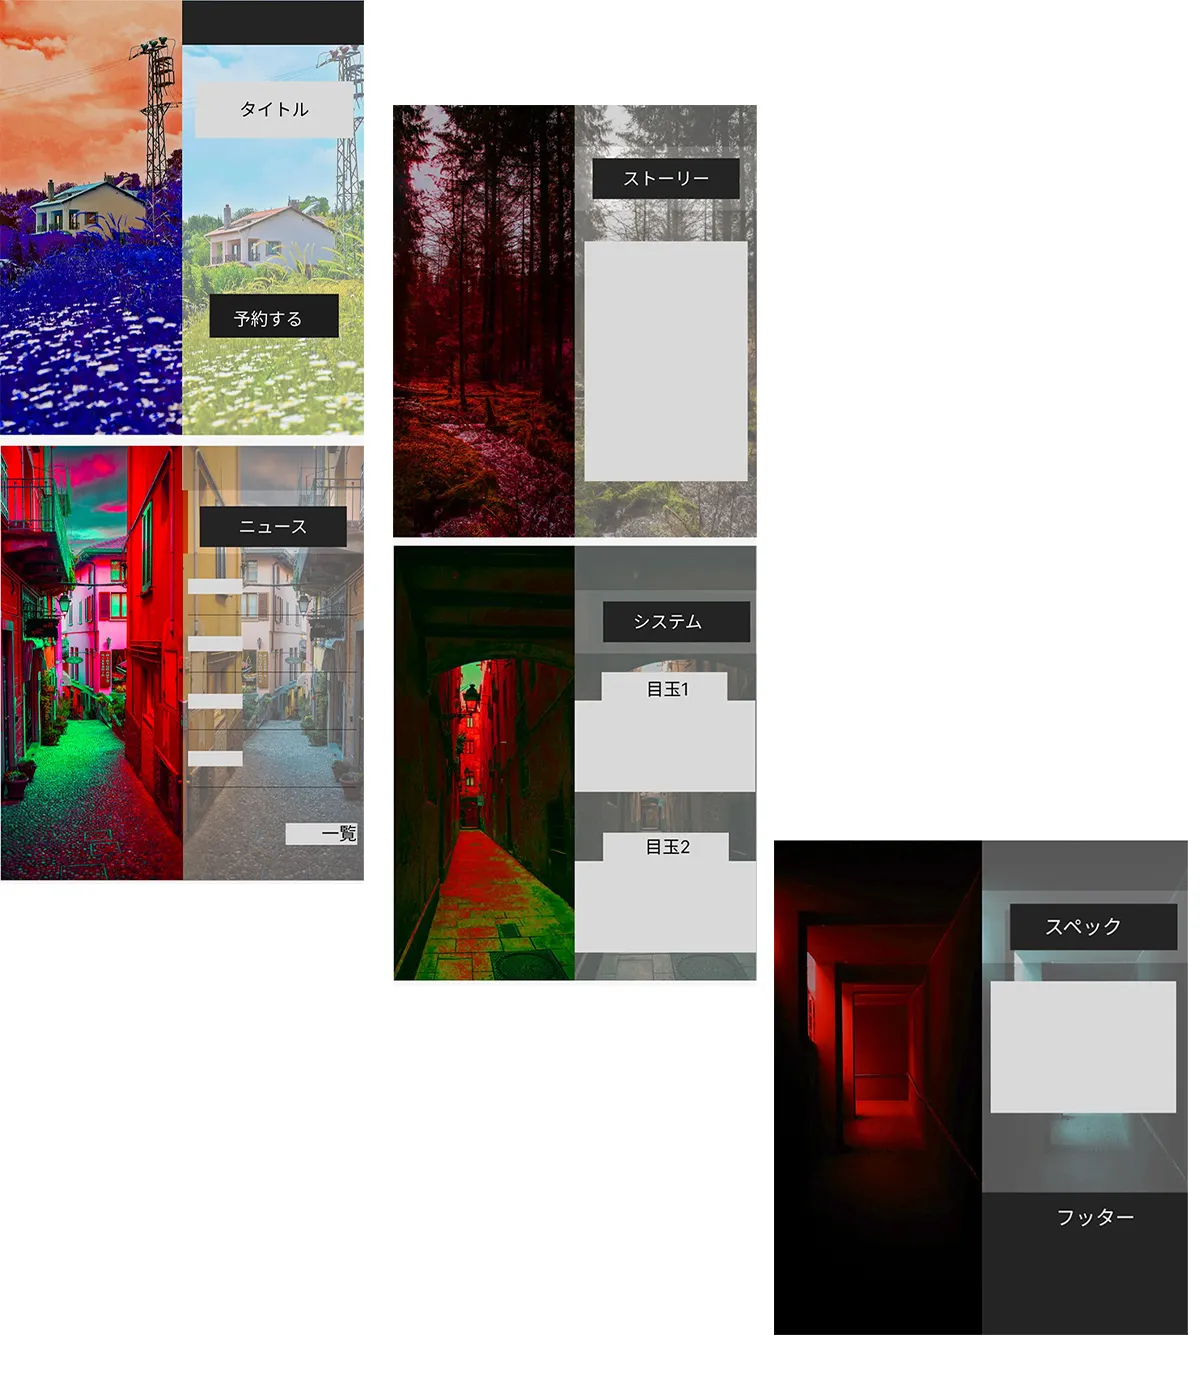 タイトル
予約する
ニュース
一覧
ストーリー
システム
目玉1
目玉2
スペック
フッター